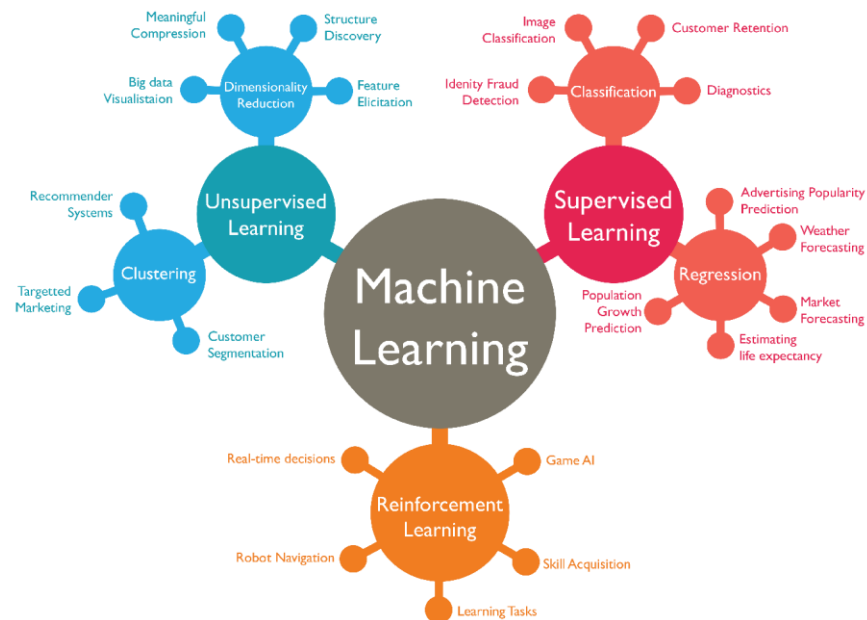 Meaningful
Compression
Structure
Discovery
Big data
Visualistaion
Dimensionality
Reduction
Feature
Elicitation
Unsupervised
Learning
Recommender
Systems
Clustering
Targetted
Marketing
Customer
Segmentation
Machine
Learning
Image
Classification
Customer Retention
Idenity Fraud
Detection
Classification
Diagnostics
Supervised
Learning
Advertising Popularity
Prediction
Weather
Forecasting
Regression
Population
Growth
Prediction
Market
Forecasting
Estimating
life expectancy
Real-time decisions
Game AI
Reinforcement
Learning
Robot Navigation
Skill Acquisition
Learning Tasks